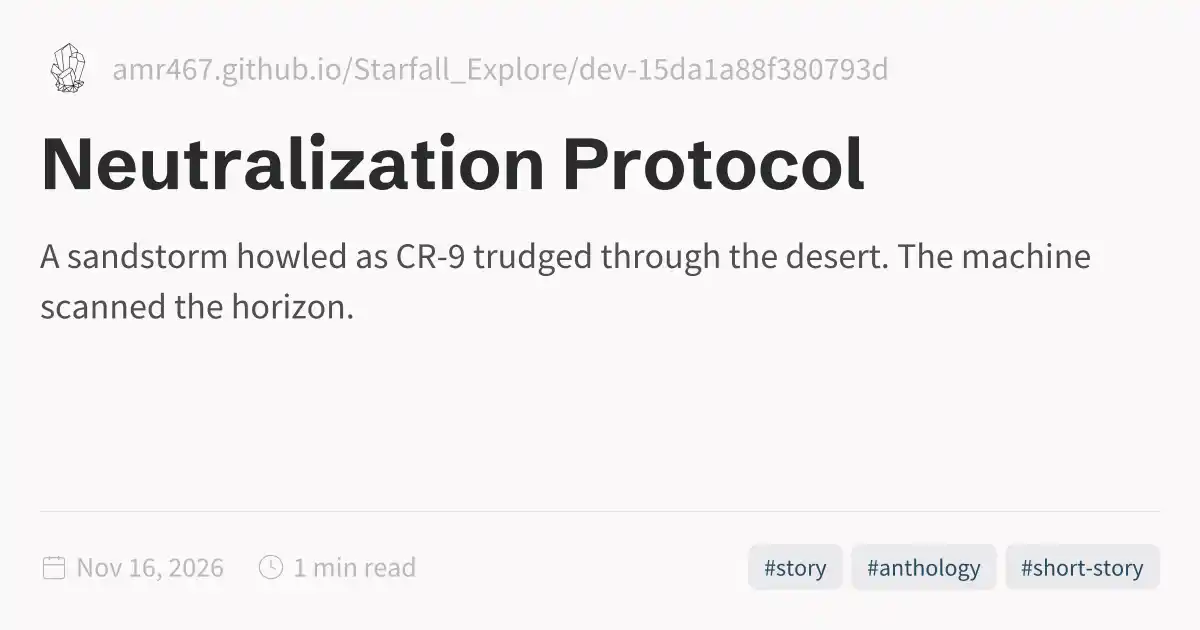 amr467.github.io/Starfall_Explore/dev-15da1a88f380793d
Neutralization Protocol
A sandstorm howled as CR-9 trudged through the desert. The machine
scanned the horizon.
Nov 16, 2026 1 min read #story #anthology #short-story